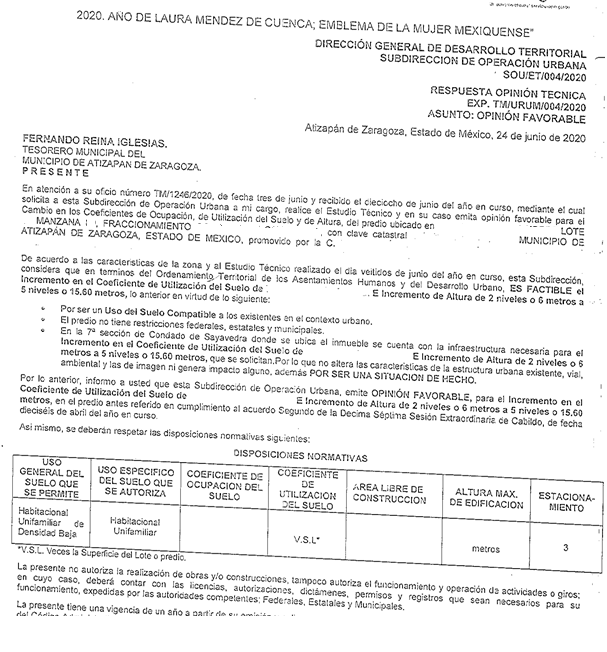 2020. AÑO DE LAURA MENDEZ DE CUENCA; EMBLEMA DE LA MUJER MEXIQUENSE"
DIRECCIÓN GENERAL DE DESARROLLO TERRITORIAL
SUBDIRECCION DE OPERACIÓN URBANA
SOU/ET/004/2020
RESPUESTA OPINIÓN TECNICA
EXP. TM/URUM/004/2020
ASUNTO: OPINIÓN FAVORABLE
Atizapán de Zaragoza, Estado de México, 24 de junio de 2020
FERNANDO REINA IGLESIAS.
TESORERO MUNICIPAL DEL
MUNICIPIO DE ATIZAPAN DE ZARAGOZA.
P R E S E N T E
En atención a su oficio número TM/1246/2020, de fecha tres de junio y recibido el dieciocho de junio del año en curso, mediante el cual
solicita a esta Subdirección de Operación Urbana a mi cargo, realice el Estudio Técnico y en su caso emita opinión favorable para el
Cambio en los Coeficientes de Ocupación, de Utilización del Suelo y de Altura, del predio ubicado en LOTE
MANZANA FRACCIONAMIENTO , con clave catastral MUNICIPIO DE
ATIZAPÁN DE ZARAGOZA, ESTADO DE MEXICO, promovido por la C.
De acuerdo a las características de la zona y al Estudio Técnico realizado el día veitidos de junio del año en curso, esta Subdirección,
considera que en terminos del Ordenamiento Territorial de los Asentamientos Humanos y del Desarrollo Urbano, ES FACTIBLE el
Incremento en el Coeficiente de Utilización del Suelo de E Incremento de Altura de 2 niveles o 6 metros a
5 niveles o 15.60 metros, lo anterior en virtud de lo siguiente:
• Por ser un Uso del Suelo Compatible a los existentes en el contexto urbano.
• El predio no tiene restricciones federales, estatales y municipales.
• En la 7ª sección de Condado de Sayavedra donde se ubica el inmueble se cuenta con la infraestructura necesaria para el
Incremento en el Coeficiente de Utilización del Suelo de E Incremento de Altura de 2 niveles o 6
metros a 5 niveles o 15.60 metros, que se solicitan.Por lo que no altera las características de la estructura urbana existente, vial,
ambiental y las de imagen ni genera impacto alguno, además POR SER UNA SITUACIÓN DE HECHO.
Por lo anterior, informo a usted que esta Subdirección de Operación Urbana, emite OPINIÓN FAVORABLE, para el Incremento en el
Coeficiente de Utilización del Suelo de E Incremento de Altura de 2 niveles o 6 metros a 5 niveles o 15.60
metros, en el predio antes referido en cumplimiento al acuerdo Segundo de la Decima Séptima Sesión Extraordinaria de Cabildo, de fecha
dieciséis de abril del año en curso.
Asi mismo, se deberán respetar las disposiciones normativas siguientes:
DISPOSICIONES NORMATIVAS
USO GENERAL DEL SUELO QUE SE PERMITE
USO ESPECIFICO DEL SUELO QUE SE AUTORIZA
COEFICIENTE DE OCUPACION DEL SUELO
COEFICIENTE DE UTILIZACION DEL SUELO
AREA LIBRE DE CONSTRUCCION
ALTURA MAX. DE EDIFICACION
ESTACIONAMIENTO
Habitacional Unifamiliar de Densidad Baja
Habitacional Unifamiliar
V.S.L*
metros
3
*V.S.L. Veces la Superficie del Lote o predio.
La presente no autoriza la realización de obras y/o construcciones, tampoco autoriza el funcionamiento y operación de actividades o giros;
en cuyo caso, deberá contar con las licencias, autorizaciones, dictámenes, permisos y registros que sean necesarios para su
funcionamiento, expedidas por las autoridades competentes; Federales, Estatales y Municipales.
La presente tiene una vigencia de un año a partir de su